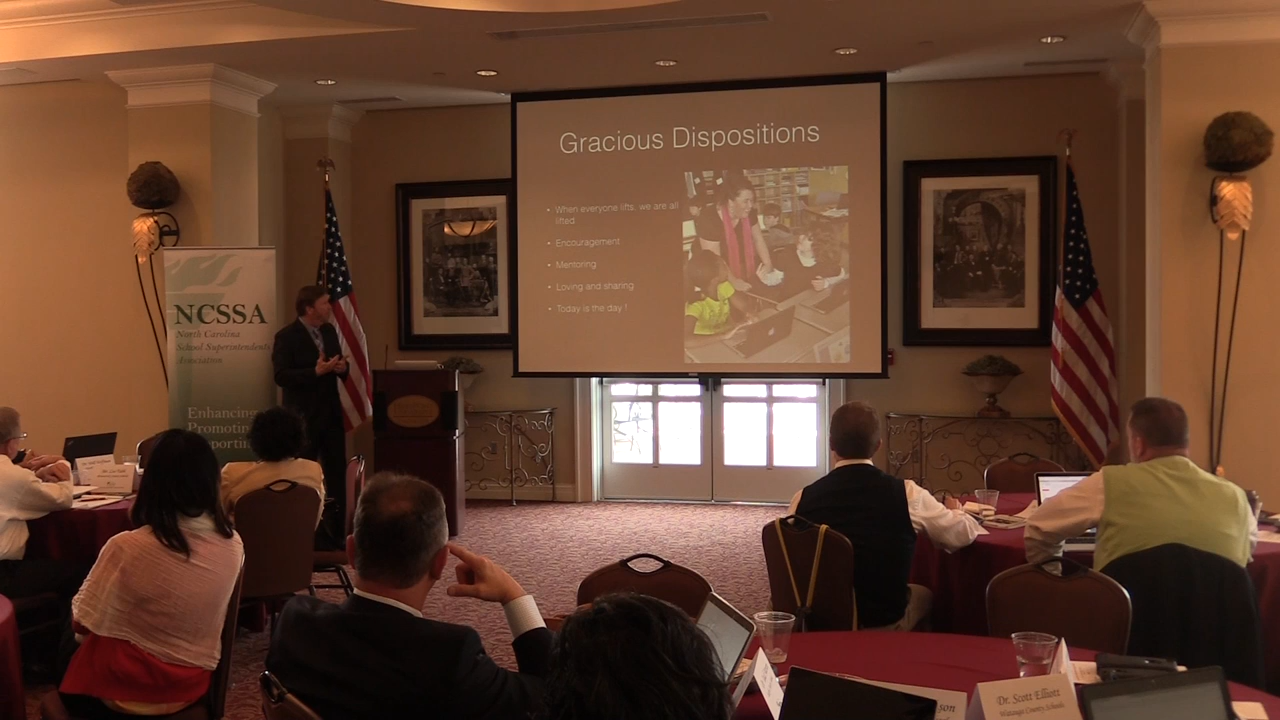 Gracious Dispositions
• When everyone lifts, we are all
lifted
• Encouragement
• Mentoring
• Loving and sharing
• Today is the day !
NCSSA
North Carolina
School Superintendents
Association
Enhancing
Promoting
Dr. Scott Elliott
Watauga County Schools